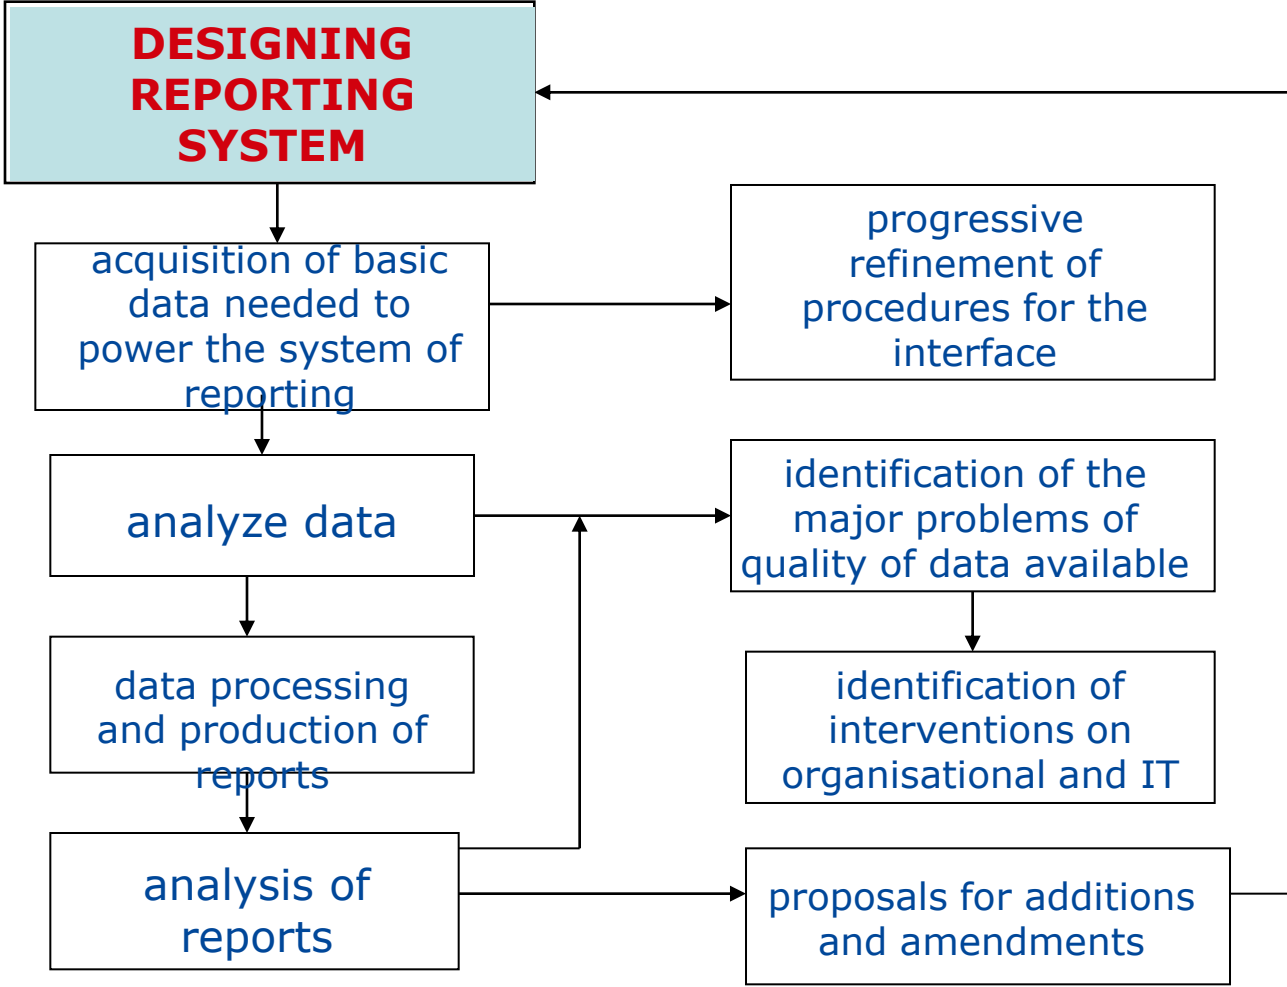 DESIGNING
REPORTING
SYSTEM
acquisition of basic
data needed to
power the system of
reporting
progressive
refinement of
procedures for the
interface
analyze data
identification of the
major problems of
quality of data available
data processing
and production of
reports
identification of
interventions on
organisational and IT
analysis of
reports
proposals for additions
and amendments